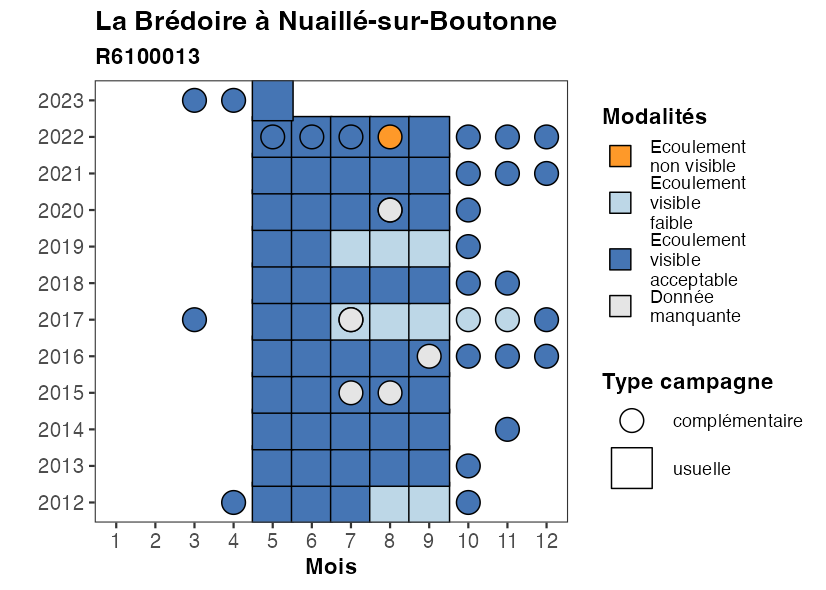 La Brédoire à Nuaillé-sur-Boutonne
R6100013
2023
2022
2021
2020
2019
2018
2017
2016
2015
2014
2013
2012
1 2 3 4 5 6 7 8 9 10 11 12
Mois
Modalités
Ecoulement
non visible
Ecoulement
visible
faible
Ecoulement
visible
acceptable
Donnée
manquante
Type campagne
complémentaire
usuelle